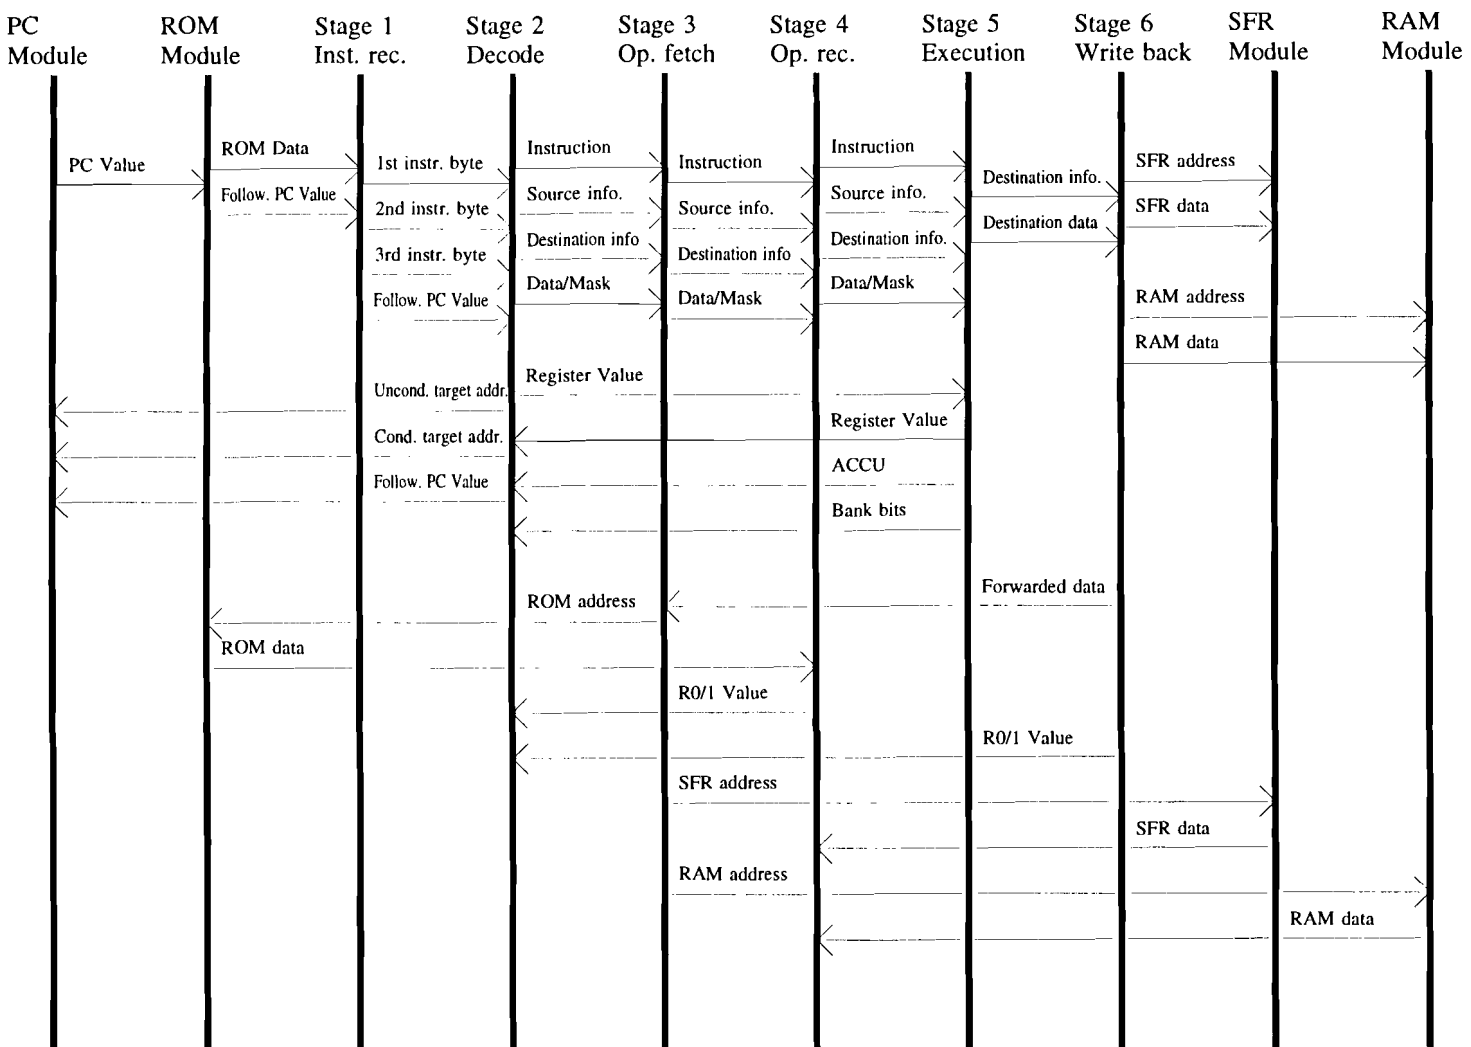 PC
Module
ROM
Module
Stage 1
Inst. rec.
Stage 2
Decode
Stage 3
Op. fetch
Stage 4
Op. rec.
Stage 5
Execution
Stage 6
Write back
SFR
Module
RAM
Module
PC Value
ROM Data
Follow. PC Value
1st instr. byte
2nd instr. byte
3rd instr. byte
Follow. PC Value
Instruction
Source info.
Destination info
Data/Mask
Instruction
Source info.
Destination info
Data/Mask
Instruction
Source info.
Destination info.
Data/Mask
Destination info.
Destination data
SFR address
SFR data
RAM address
RAM data
Uncond. target addr.
Register Value
Cond. target addr.
Register Value
Follow. PC Value
ACCU
Bank bits
Forwarded data
ROM address
ROM data
R0/1 Value
R0/1 Value
SFR address
SFR data
RAM address
RAM data